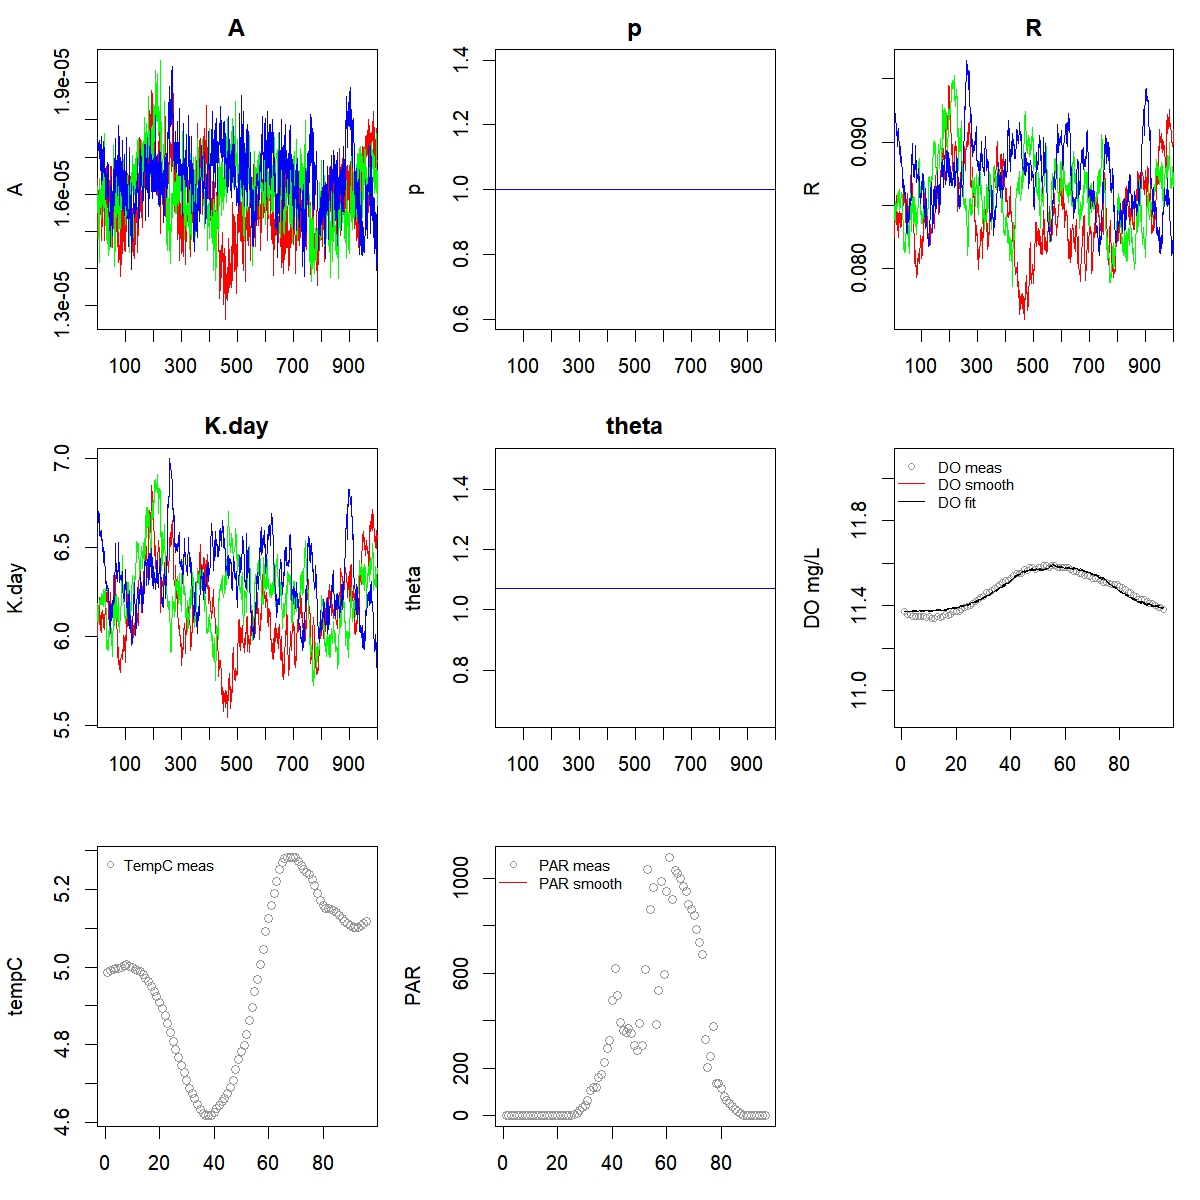 A
p
R
A
1.3e-05
1.6e-05
1.9e-05
100 300 500 700 900
p
0.6
0.8
1.0
1.2
1.4
100 300 500 700 900
R
0.080
0.090
100 300 500 700 900
K.day
theta
K.day
5.5
6.0
6.5
7.0
100 300 500 700 900
theta
0.8
1.0
1.2
1.4
100 300 500 700 900
DO meas
DO smooth
DO fit
DO mg/L
11.0
11.4
11.8
0 20 40 60 80
TempC meas
tempC
4.6
4.8
5.0
5.2
0 20 40 60 80
PAR meas
PAR smooth
PAR
0
200
600
1000
0 20 40 60 80